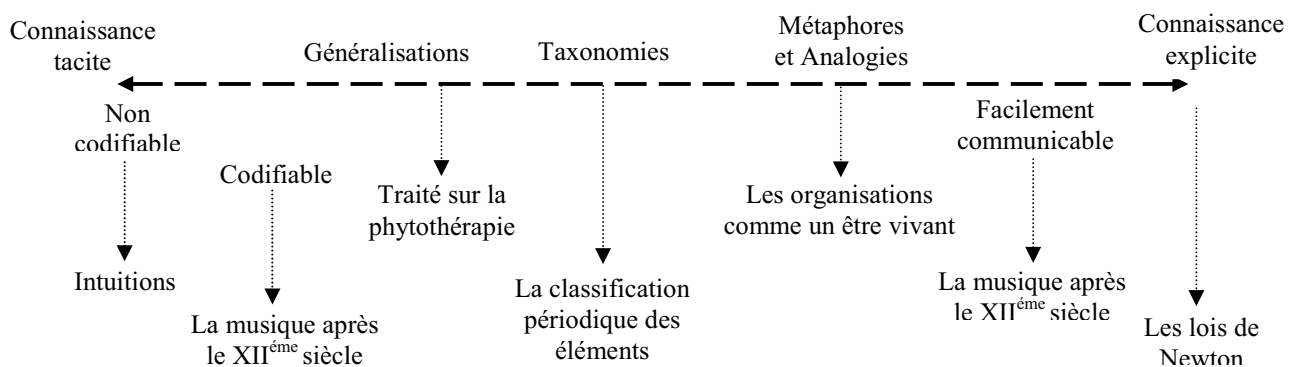 Connaissance
tacite
Généralisations
Taxonomies
Métaphores
et Analogies
Connaissance
explicite
Non
codifiable
Codifiable
Facilement
communicable
Intuitions
La musique après
le XIIéme siècle
Traité sur la
phytothérapie
La classification
périodique des
éléments
Les organisations
comme un être vivant
La musique après
le XIIéme siècle
Les lois de
Newton